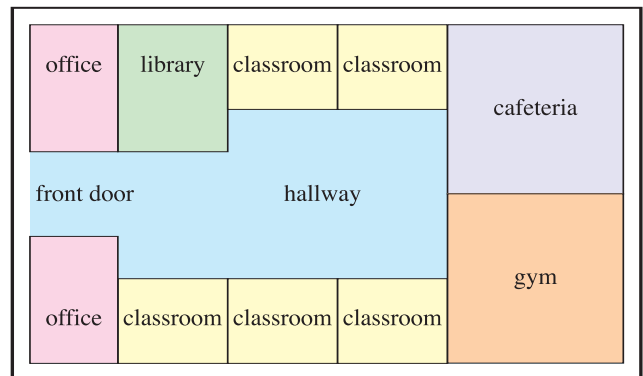 office
library
classroom
classroom
cafeteria
front door
hallway
gym
office
classroom
classroom
classroom